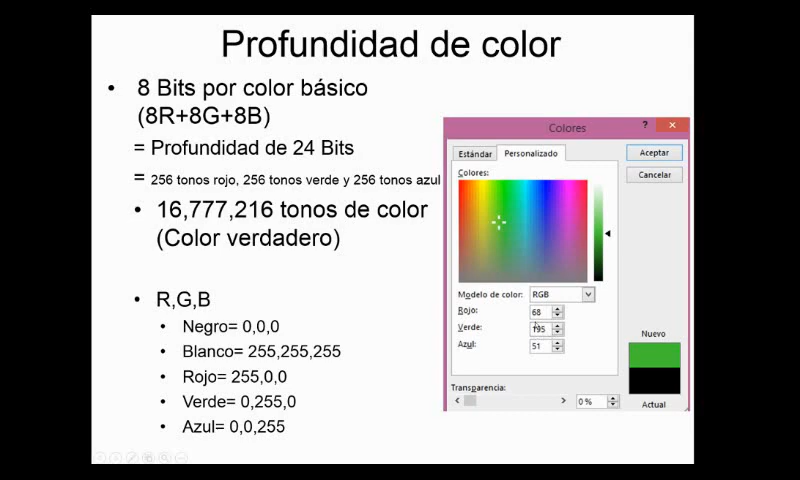 Profundidad de color
• 8 Bits por color básico
(8R+8G+8B)
= Profundidad de 24 Bits
= 256 tonos rojo, 256 tonos verde y 256 tonos azul
• 16,777,216 tonos de color
(Color verdadero)
• R,G,B
• Negro= 0,0,0
• Blanco= 255,255,255
• Rojo= 255,0,0
• Verde= 0,255,0
• Azul= 0,0,255
Colores
? ×
Estándar Personalizado
Aceptar
Cancelar
Colores:
Modelo de color: RGB
Rojo: 68
Verde: 195
Azul: 51
Nuevo
Actual
Transparencia:
0 %